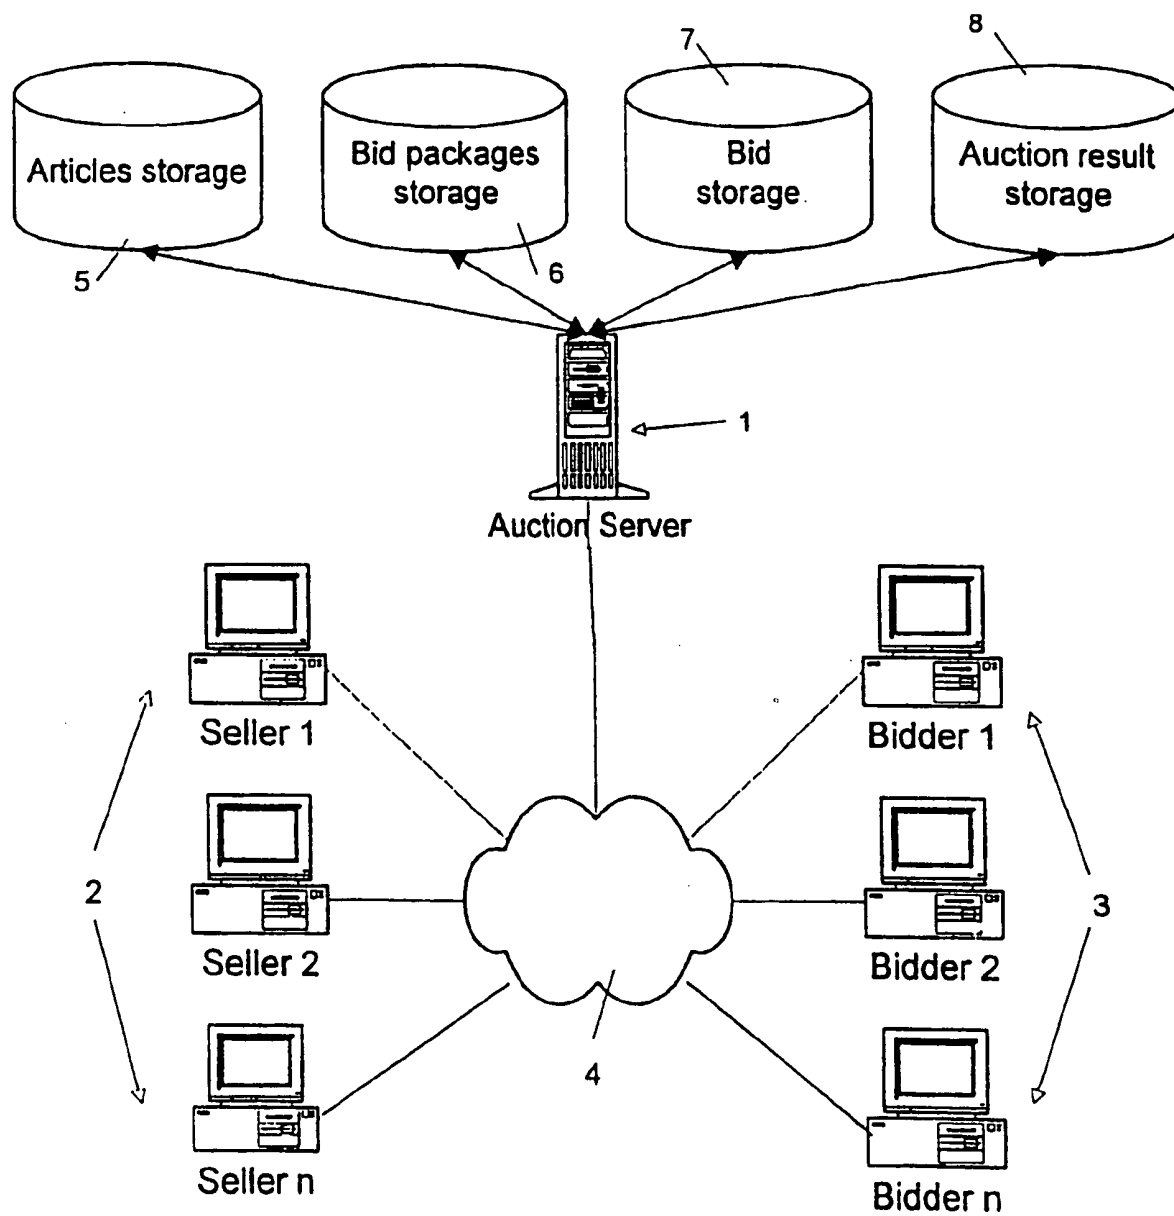 7
8
Articles storage
Bid packages
storage
Bid
storage
Auction result
storage
5
6
1
Auction Server
Seller 1
Bidder 1
2
3
Seller 2
Bidder 2
4
Seller n
Bidder n